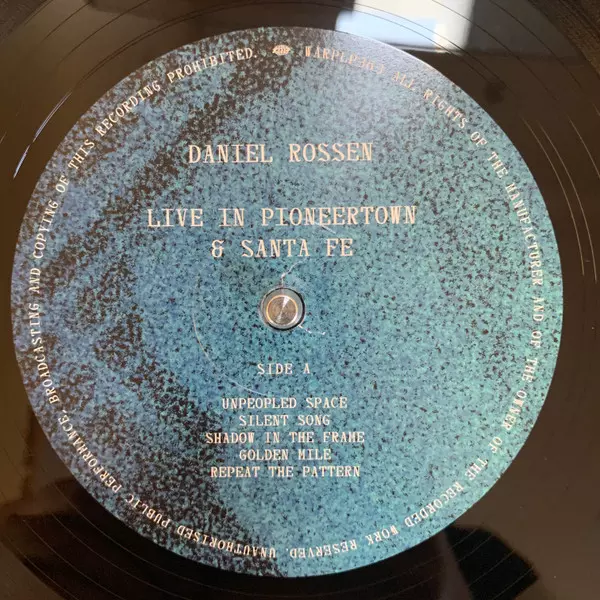 DANIEL ROSSEN
LIVE IN PIONEERTOWN
& SANTA FE
SIDE A
UNPEOPLED SPACE
SILENT SONG
SHADOW IN THE FRAME
GOLDEN MILE
REPEAT THE PATTERN
ALL RIGHTS OF THE MANUFACTURER AND OF THE OWNER OF THE RECORDED WORK RESERVED. UNAUTHORISED PUBLIC PERFORMANCE, BROADCASTING AND COPYING OF THIS RECORDING PROHIBITED.